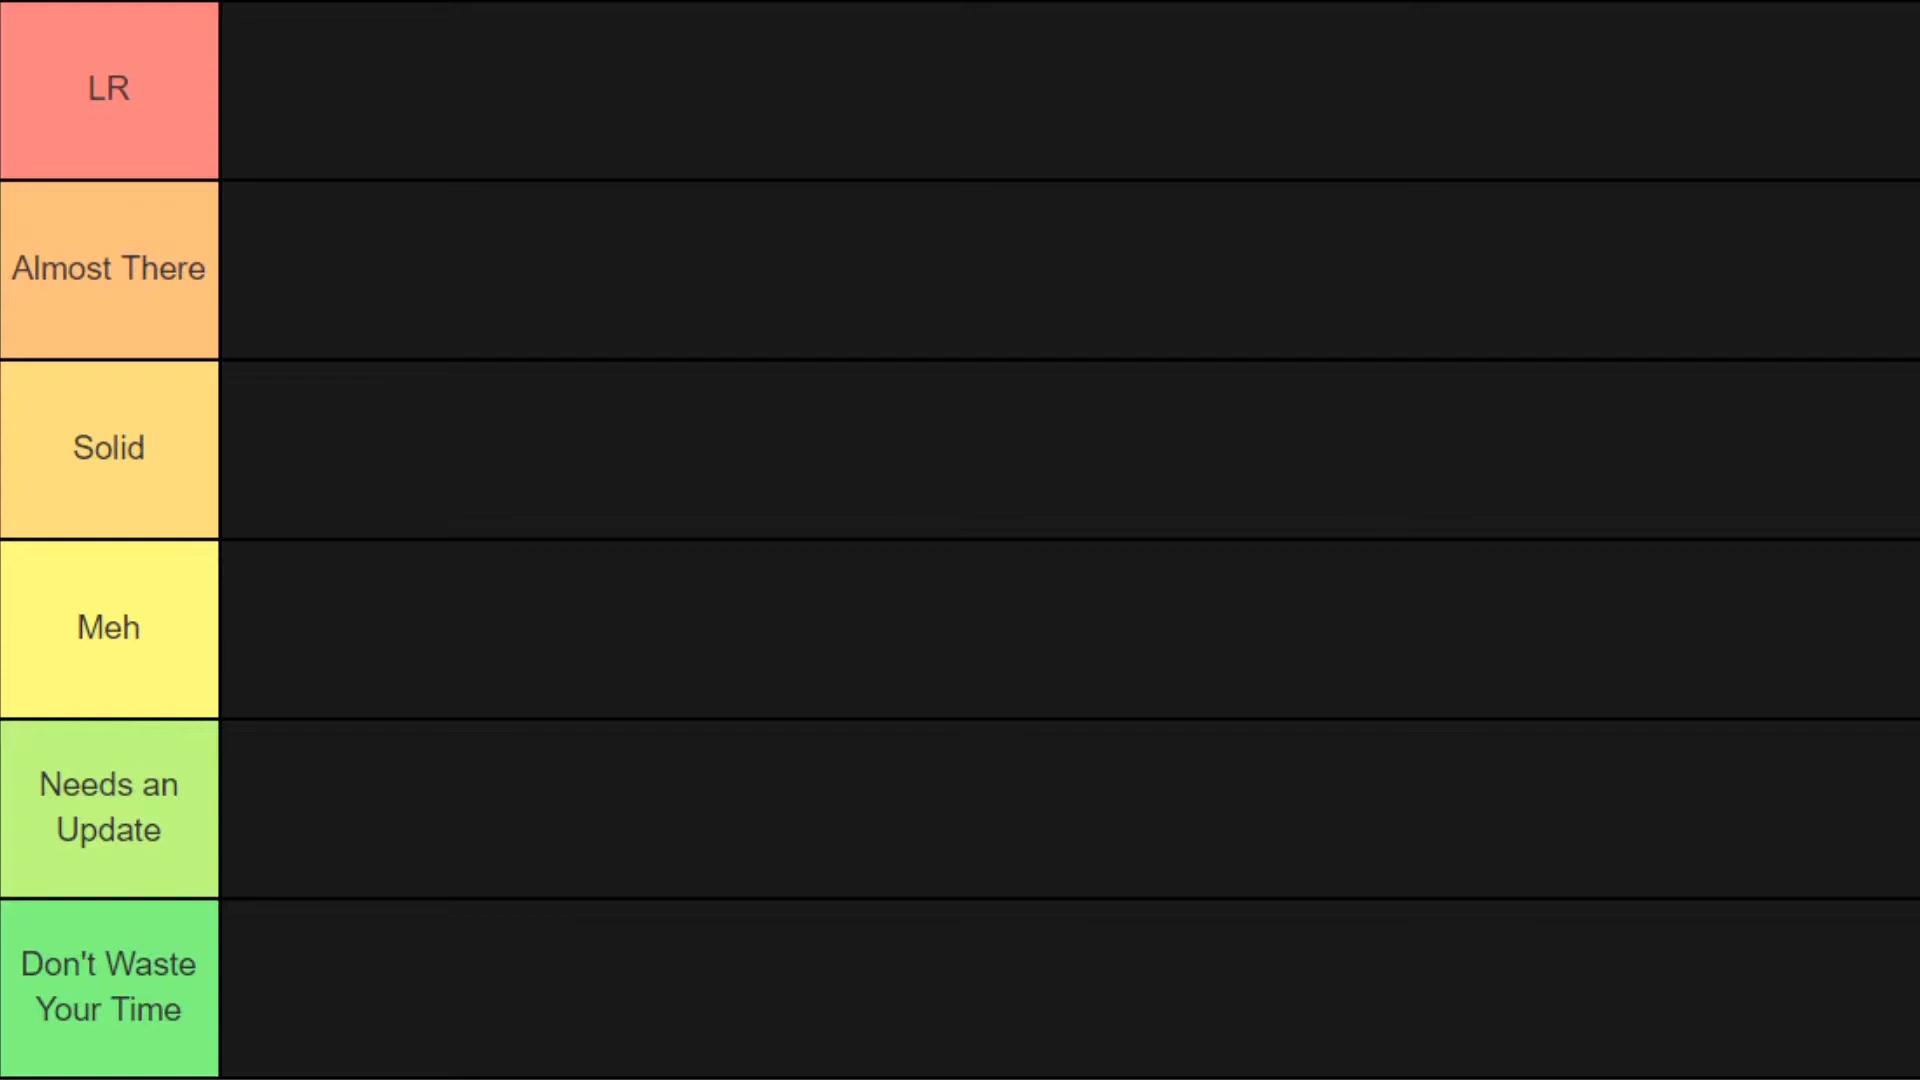 LR
Almost There
Solid
Meh
Needs an
Update
Don't Waste
Your Time